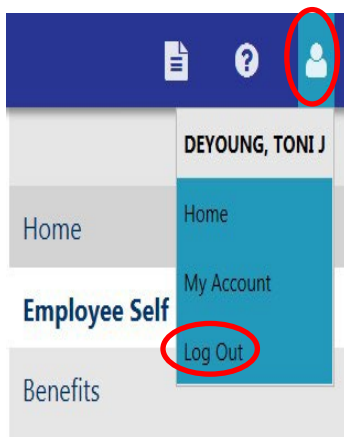 DEYOUNG, TONI J
Home
My Account
Log Out
Home
Employee Self
Benefits